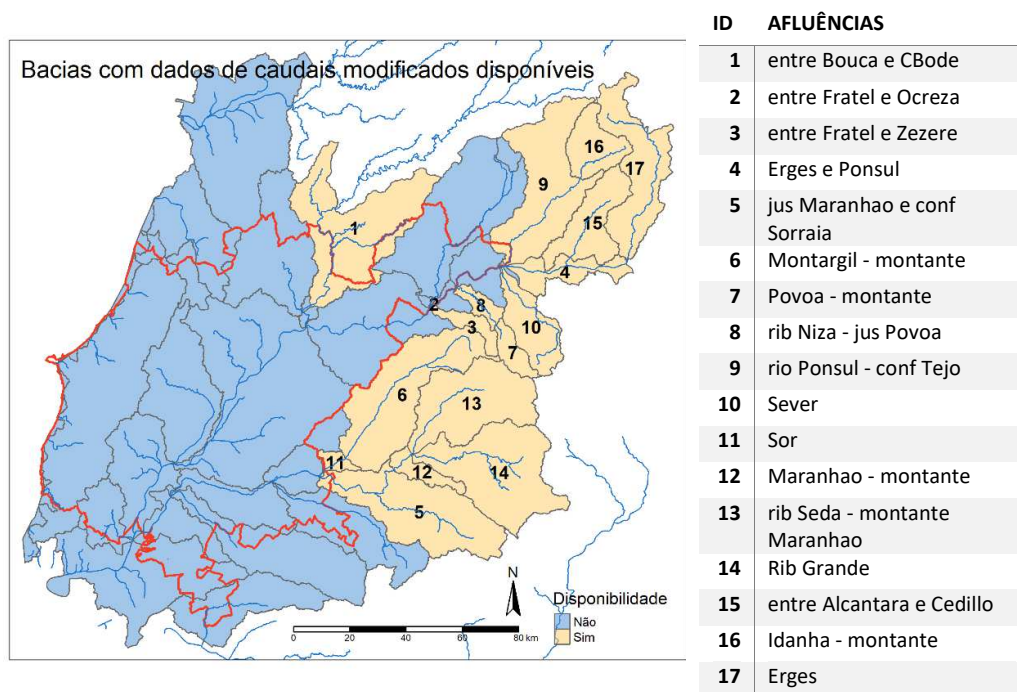 Bacias com dados de caudais modificados disponíveis
16
17
9
1
15
4
2
8
3
10
7
6
13
11
12
14
5
N
Disponibilidade
Não
Sim
0 20 40 60 80 km
ID AFLUÊNCIAS
1 entre Bouca e CBode
2 entre Fratel e Ocreza
3 entre Fratel e Zezere
4 Erges e Ponsul
5 jus Maranhao e conf
Sorraia
6 Montargil - montante
7 Povoa - montante
8 rib Niza - jus Povoa
9 rio Ponsul - conf Tejo
10 Sever
11 Sor
12 Maranhao - montante
13 rib Seda - montante
Maranhao
14 Rib Grande
15 entre Alcantara e Cedillo
16 Idanha - montante
17 Erges